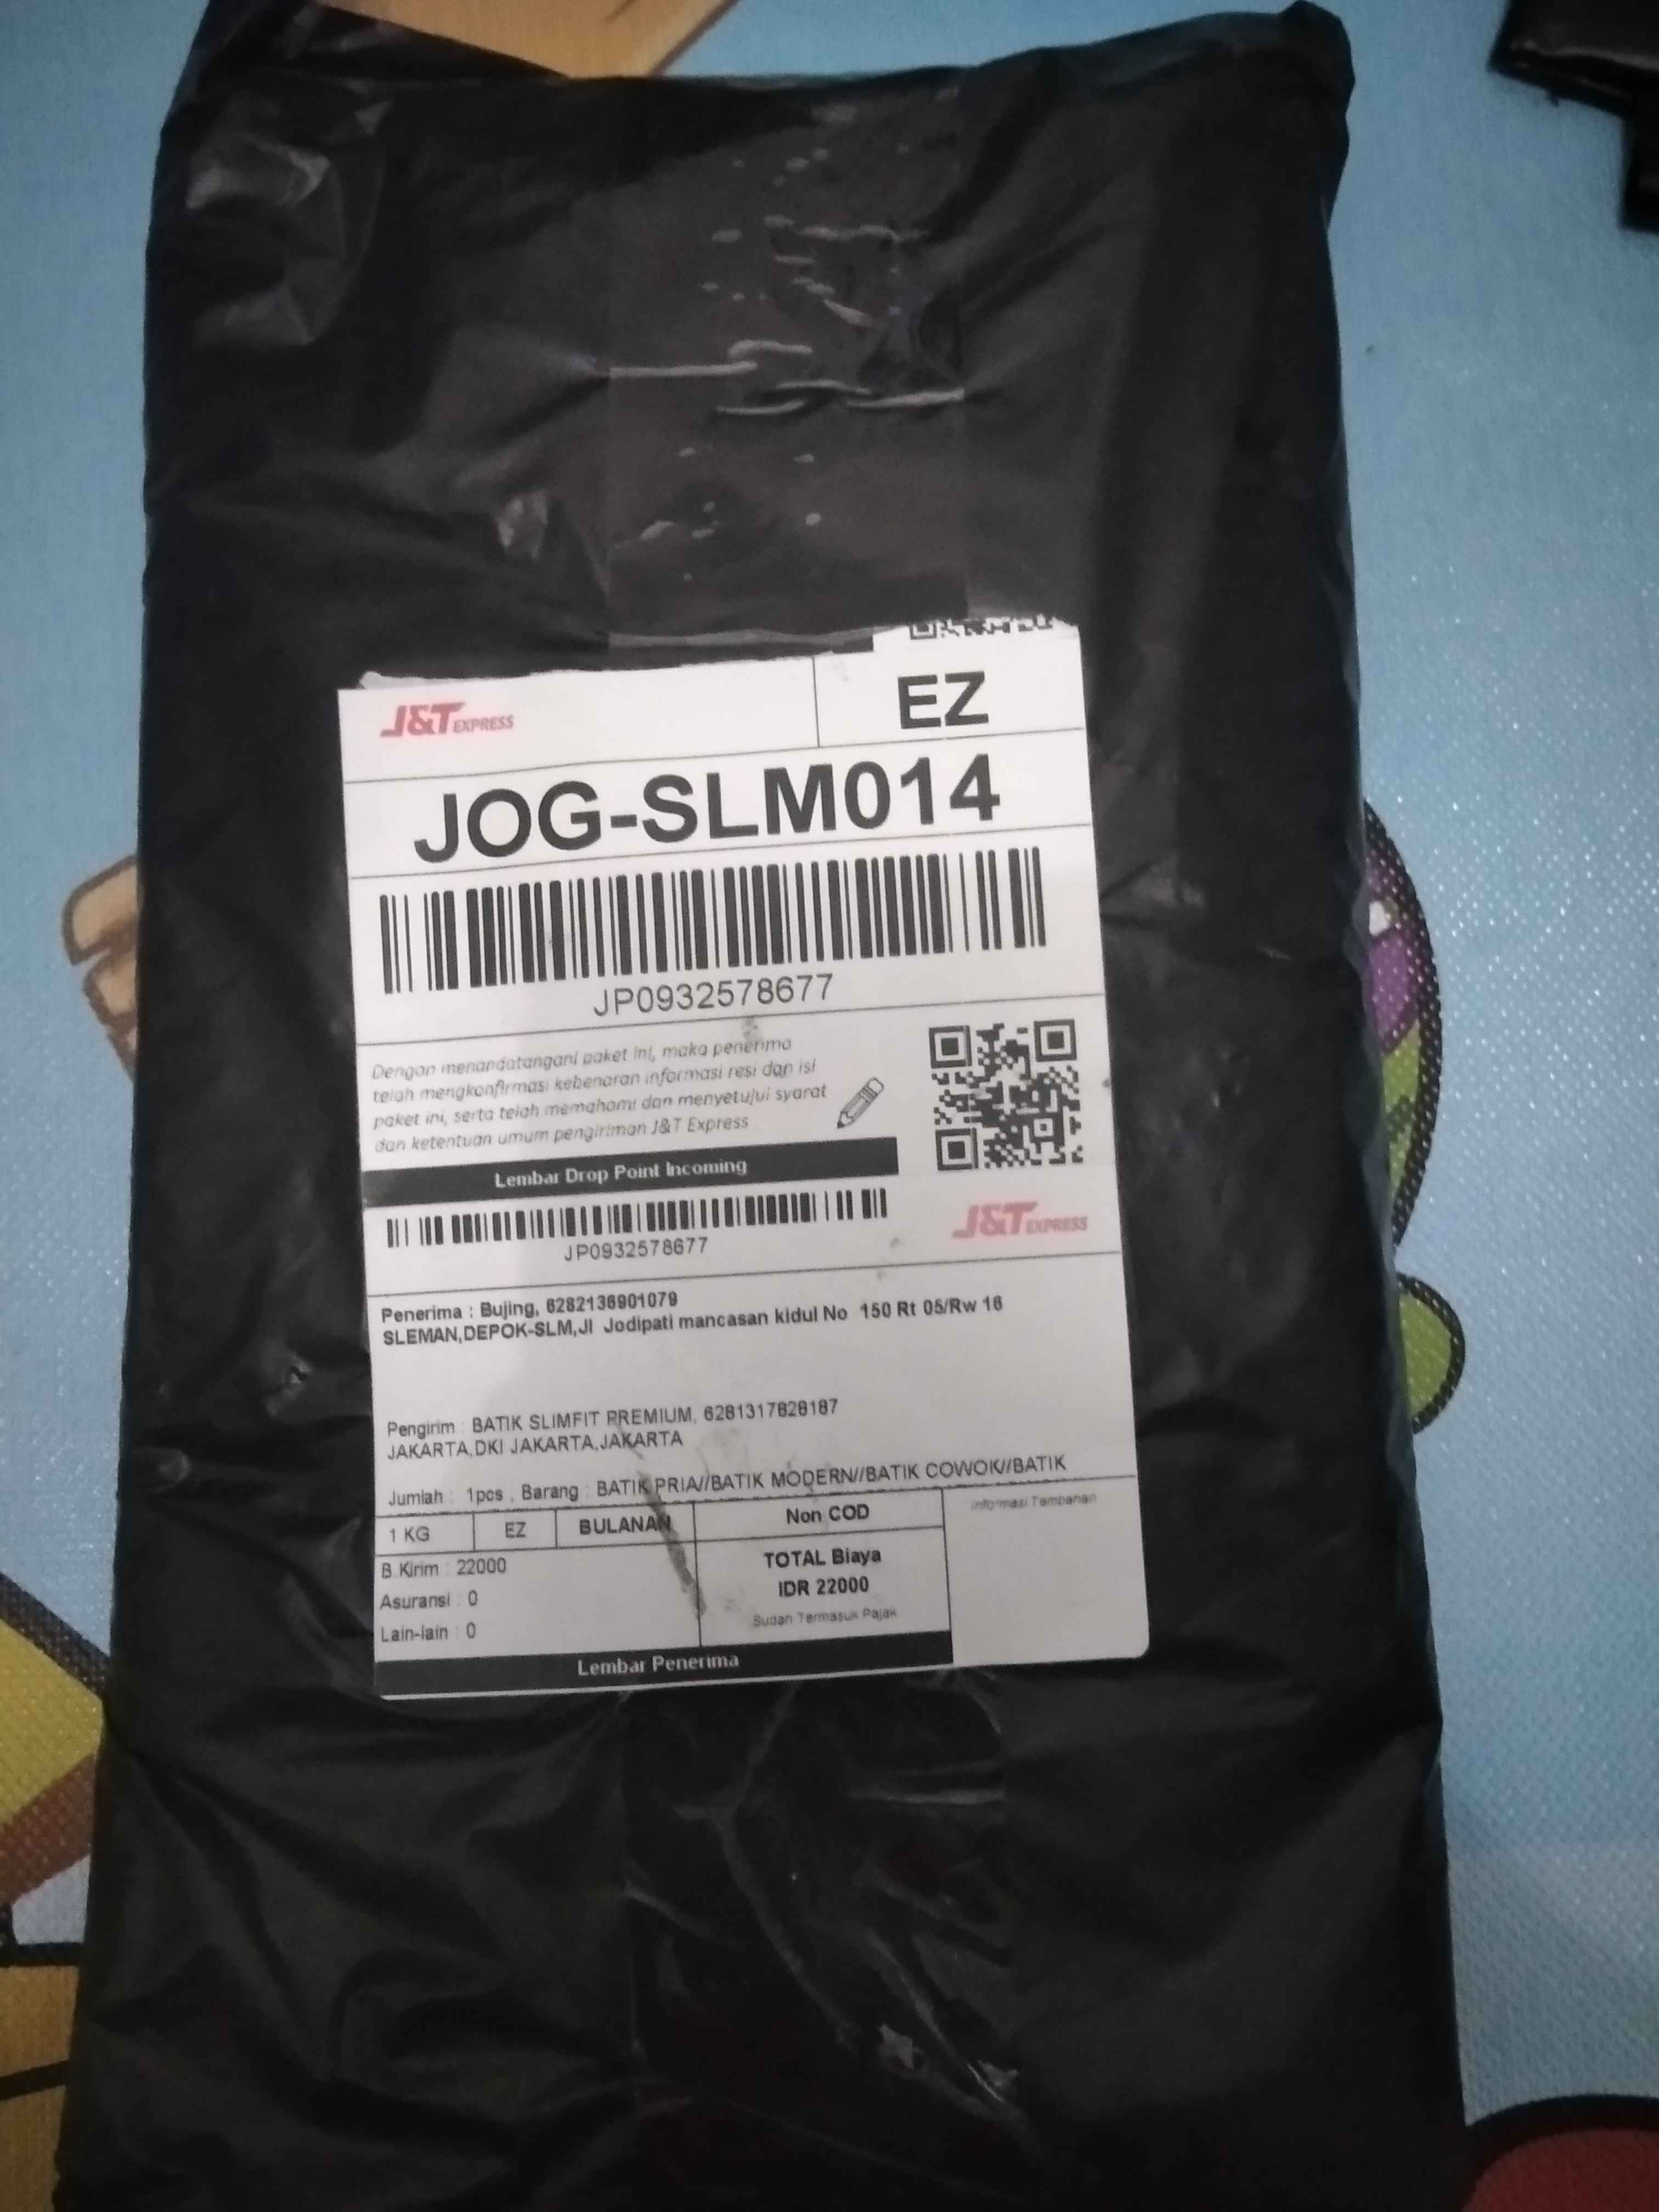 J&T EXPRESS
EZ
JOG-SLM014
JP0932578677
Dengan menandatangani paket ini, maka penerima
telah mengkonfirmasi kebenaran informasi resi dan isi
paket ini, serta telah memahami dan menyetujui syarat
dan ketentuan umum pengiriman J&T Express
Lembar Drop Point Incoming
JP0932578677
J&T EXPRESS
Penerima : Bujing, 6282136901079
SLEMAN,DEPOK-SLM,Jl Jodipati mancasan kidul No 150 Rt 05/Rw 16
Pengirim : BATIK SLIMFIT PREMIUM, 6281317828187
JAKARTA,DKI JAKARTA,JAKARTA
Jumlah : 1pcs , Barang : BATIK PRIA//BATIK MODERN//BATIK COWOK//BATIK
1 KG EZ BULANAN Non COD Informasi Tambahan
B.Kirim : 22000
Asuransi : 0
Lain-lain : 0
TOTAL Biaya
IDR 22000
Sudah Termasuk Pajak
Lembar Penerima